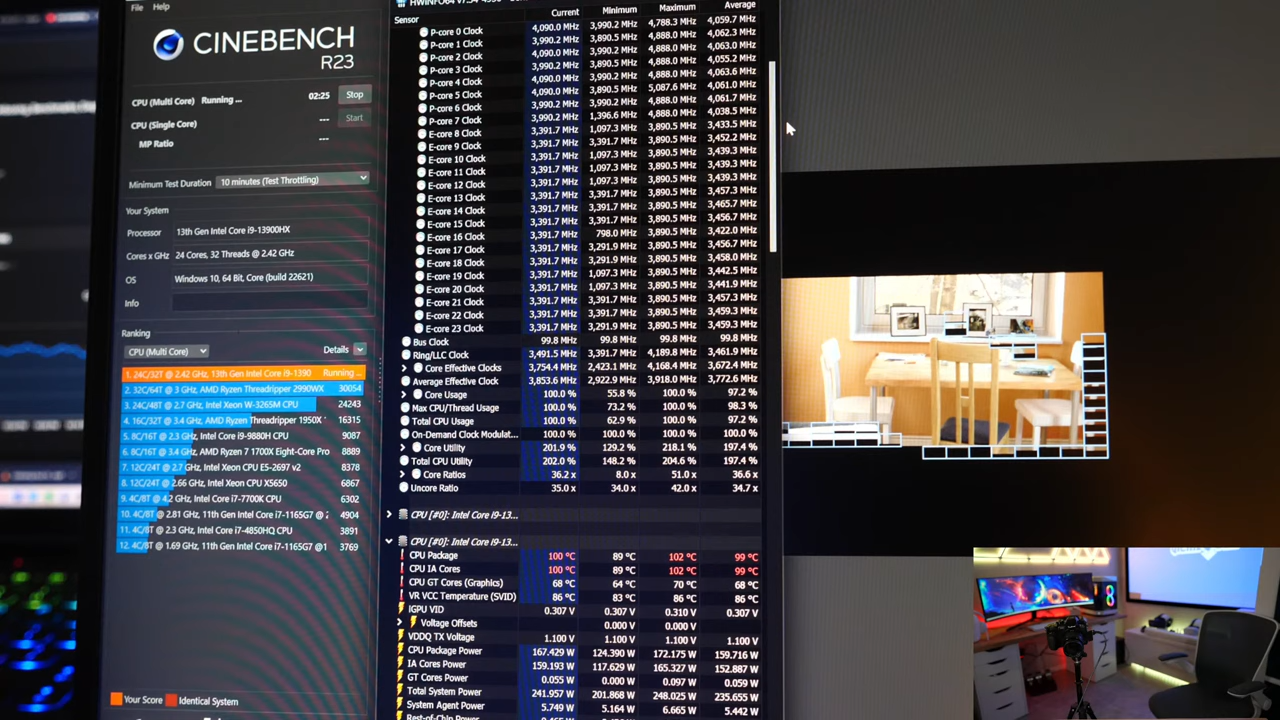 File Help
CINEBENCH
R23
CPU (Multi Core) Running ... 02:25 Stop
CPU (Single Core) --- Start
MP Ratio ---
Minimum Test Duration 10 minutes (Test Throttling)
Your System
Processor 13th Gen Intel Core i9-13900HX
Cores x GHz 24 Cores, 32 Threads @ 2.42 GHz
OS Windows 10, 64 Bit, Core (build 22621)
Info
Ranking
CPU (Multi Core) Details
1. 24C/32T @ 2.42 GHz, 13th Gen Intel Core i9-1390 Running ...
2. 32C/64T @ 3 GHz, AMD Ryzen Threadripper 2990WX 30054
3. 24C/48T @ 2.7 GHz, Intel Xeon W-3265M CPU 24243
4. 16C/32T @ 3.4 GHz, AMD Ryzen Threadripper 1950X 16315
5. 8C/16T @ 2.3 GHz, Intel Core i9-9880H CPU 9087
6. 8C/16T @ 3.4 GHz, AMD Ryzen 7 1700X Eight-Core Pro 8889
7. 12C/24T @ 2.7 GHz, Intel Xeon CPU E5-2697 v2 8378
8. 12C/24T @ 2.66 GHz, Intel Xeon CPU X5650 6867
9. 4C/8T @ 4.2 GHz, Intel Core i7-7700K CPU 6302
10. 4C/8T @ 2.81 GHz, 11th Gen Intel Core i7-1165G7 @ 4904
11. 4C/8T @ 2.3 GHz, Intel Core i7-4850HQ CPU 3891
12. 4C/8T @ 1.69 GHz, 11th Gen Intel Core i7-1165G7 @1 3769
Your Score Identical System
Sensor Current Minimum Maximum Average
P-core 0 Clock 4,090.0 MHz 3,990.2 MHz 4,788.3 MHz 4,059.7 MHz
P-core 1 Clock 3,990.2 MHz 3,890.5 MHz 4,888.0 MHz 4,062.3 MHz
P-core 2 Clock 4,090.0 MHz 3,990.2 MHz 4,888.0 MHz 4,063.0 MHz
P-core 3 Clock 3,990.2 MHz 3,890.5 MHz 4,888.0 MHz 4,055.2 MHz
P-core 4 Clock 4,090.0 MHz 3,990.2 MHz 4,888.0 MHz 4,063.6 MHz
P-core 5 Clock 4,090.0 MHz 3,890.5 MHz 5,087.6 MHz 4,061.0 MHz
P-core 6 Clock 3,990.2 MHz 3,990.2 MHz 4,888.0 MHz 4,061.7 MHz
P-core 7 Clock 3,990.2 MHz 1,396.6 MHz 4,888.0 MHz 4,038.5 MHz
E-core 8 Clock 3,391.7 MHz 1,097.3 MHz 3,890.5 MHz 3,433.5 MHz
E-core 9 Clock 3,391.7 MHz 3,391.7 MHz 3,890.5 MHz 3,452.2 MHz
E-core 10 Clock 3,391.7 MHz 1,097.3 MHz 3,890.5 MHz 3,439.3 MHz
E-core 11 Clock 3,391.7 MHz 1,097.3 MHz 3,890.5 MHz 3,439.3 MHz
E-core 12 Clock 3,391.7 MHz 1,097.3 MHz 3,890.5 MHz 3,439.3 MHz
E-core 13 Clock 3,391.7 MHz 3,391.7 MHz 3,890.5 MHz 3,457.3 MHz
E-core 14 Clock 3,391.7 MHz 3,391.7 MHz 3,890.5 MHz 3,465.7 MHz
E-core 15 Clock 3,391.7 MHz 3,391.7 MHz 3,890.5 MHz 3,456.7 MHz
E-core 16 Clock 3,391.7 MHz 798.0 MHz 3,890.5 MHz 3,422.0 MHz
E-core 17 Clock 3,391.7 MHz 3,291.9 MHz 3,890.5 MHz 3,456.7 MHz
E-core 18 Clock 3,391.7 MHz 3,291.9 MHz 3,890.5 MHz 3,458.0 MHz
E-core 19 Clock 3,391.7 MHz 1,097.3 MHz 3,890.5 MHz 3,442.5 MHz
E-core 20 Clock 3,391.7 MHz 1,097.3 MHz 3,890.5 MHz 3,441.9 MHz
E-core 21 Clock 3,391.7 MHz 3,391.7 MHz 3,890.5 MHz 3,457.3 MHz
E-core 22 Clock 3,391.7 MHz 3,391.7 MHz 3,890.5 MHz 3,459.3 MHz
E-core 23 Clock 3,391.7 MHz 3,291.9 MHz 3,890.5 MHz 3,459.3 MHz
Bus Clock 99.8 MHz 99.8 MHz 99.8 MHz 99.8 MHz
Ring/LLC Clock 3,491.5 MHz 3,391.7 MHz 4,189.8 MHz 3,461.9 MHz
Core Effective Clocks 3,754.4 MHz 2,423.1 MHz 4,168.4 MHz 3,672.4 MHz
Average Effective Clock 3,853.6 MHz 2,922.9 MHz 3,918.0 MHz 3,772.6 MHz
Core Usage 100.0 % 55.8 % 100.0 % 97.2 %
Max CPU/Thread Usage 100.0 % 73.2 % 100.0 % 98.3 %
Total CPU Usage 100.0 % 62.9 % 100.0 % 97.2 %
On-Demand Clock Modulat... 100.0 % 100.0 % 100.0 % 100.0 %
Core Utility 201.9 % 129.2 % 218.1 % 197.4 %
Total CPU Utility 202.0 % 148.2 % 204.6 % 197.4 %
Core Ratios 36.2 x 8.0 x 51.0 x 36.6 x
Uncore Ratio 35.0 x 34.0 x 42.0 x 34.7 x
CPU [#0]: Intel Core i9-13...
CPU [#0]: Intel Core i9-13...
CPU Package 100 °C 89 °C 102 °C 99 °C
CPU IA Cores 100 °C 89 °C 102 °C 99 °C
CPU GT Cores (Graphics) 68 °C 64 °C 70 °C 68 °C
VR VCC Temperature (SVID) 86 °C 83 °C 86 °C 86 °C
iGPU VID 0.307 V 0.307 V 0.310 V 0.307 V
Voltage Offsets 0.000 V 0.000 V
VDDQ TX Voltage 1.100 V 1.100 V 1.100 V 1.100 V
CPU Package Power 167.429 W 124.390 W 172.175 W 159.716 W
IA Cores Power 159.193 W 117.629 W 165.327 W 152.887 W
GT Cores Power 0.055 W 0.000 W 0.097 W 0.059 W
Total System Power 241.957 W 201.868 W 248.025 W 235.655 W
System Agent Power 5.749 W 5.164 W 6.665 W 5.442 W
Rest-of-Chip Power